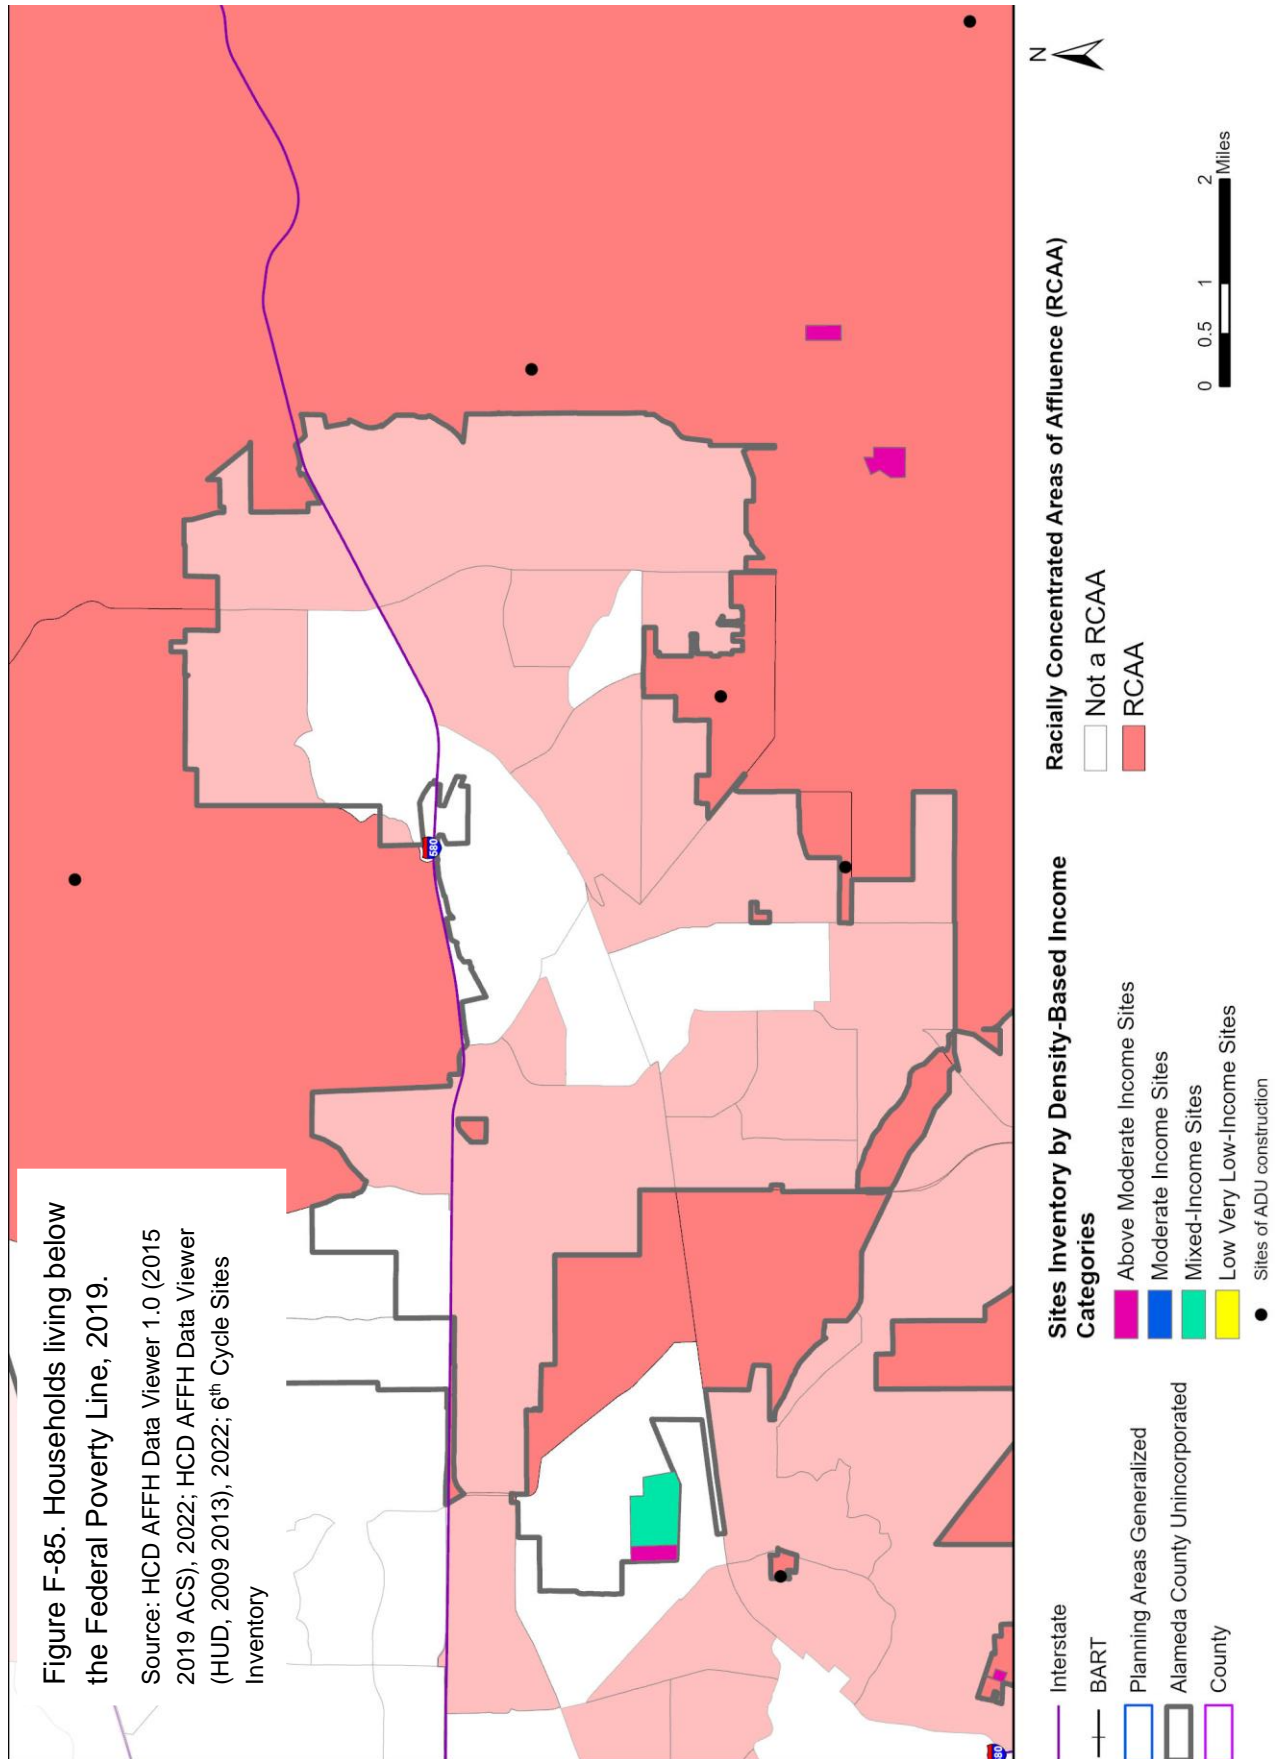 Figure F-85. Households living below
the Federal Poverty Line, 2019.
Source: HCD AFFH Data Viewer 1.0 (2015
2019 ACS), 2022; HCD AFFH Data Viewer
(HUD, 2009 2013), 2022; 6th Cycle Sites
Inventory
580
Interstate
BART
Planning Areas Generalized
Alameda County Unincorporated
County
Sites Inventory by Density-Based Income
Categories
Above Moderate Income Sites
Moderate Income Sites
Mixed-Income Sites
Low Very Low-Income Sites
Sites of ADU construction
Racially Concentrated Areas of Affluence (RCAA)
Not a RCAA
RCAA
0 0.5 1 2
Miles
N